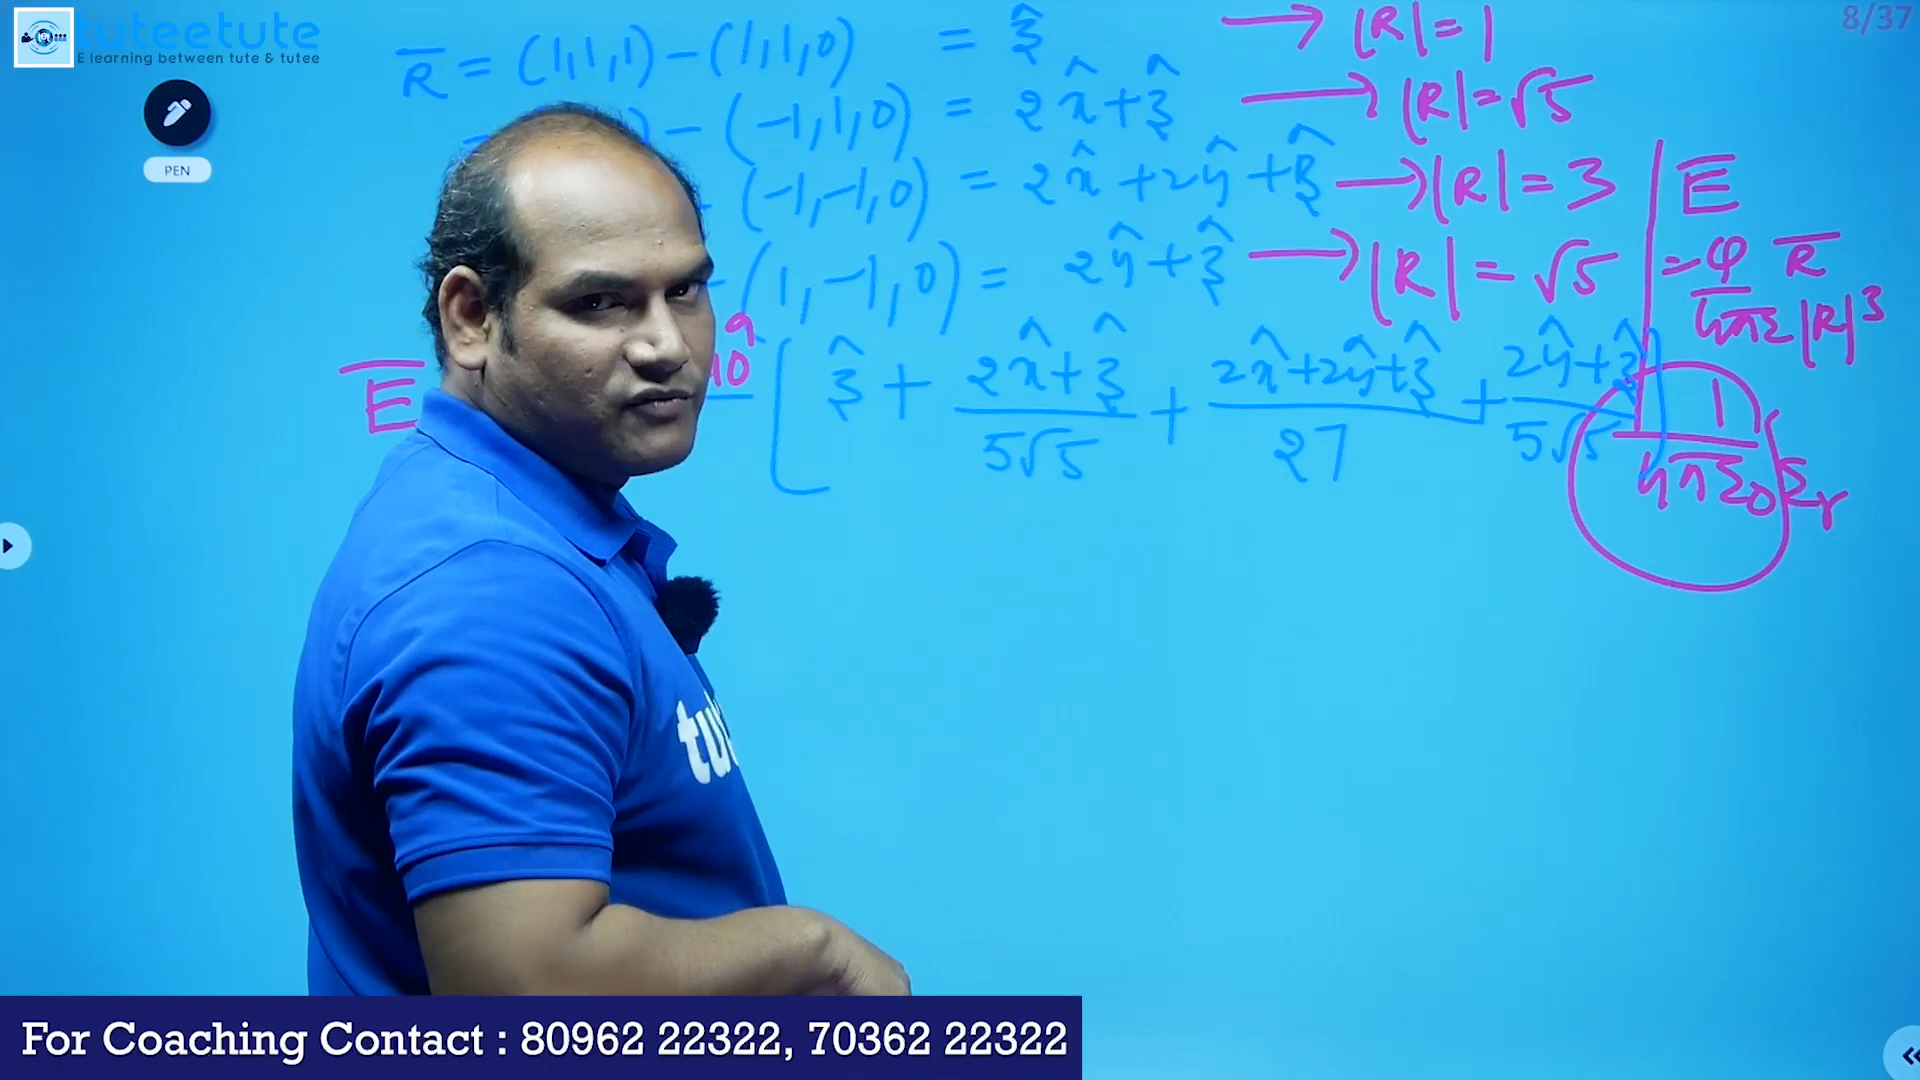 tuteetute
E learning between tute & tutee
8/37
PEN
R̅ = (1,1,1) - (1,1,0) = ẑ → |R| = 1
) - (-1,1,0) = 2x̂+ẑ → |R| = √5
- (-1,-1,0) = 2x̂+2ŷ+ẑ → |R| = 3
- (1,-1,0) = 2ŷ+ẑ → |R| = √5
E̅
= Q/4πε R̅/|R|³
E̅ 10⁹ [ ẑ + (2x̂+ẑ)/5√5 + (2x̂+2ŷ+ẑ)/27 + (2ŷ+ẑ)/5√5 ]
1/4πε₀εr
tu
For Coaching Contact : 80962 22322, 70362 22322